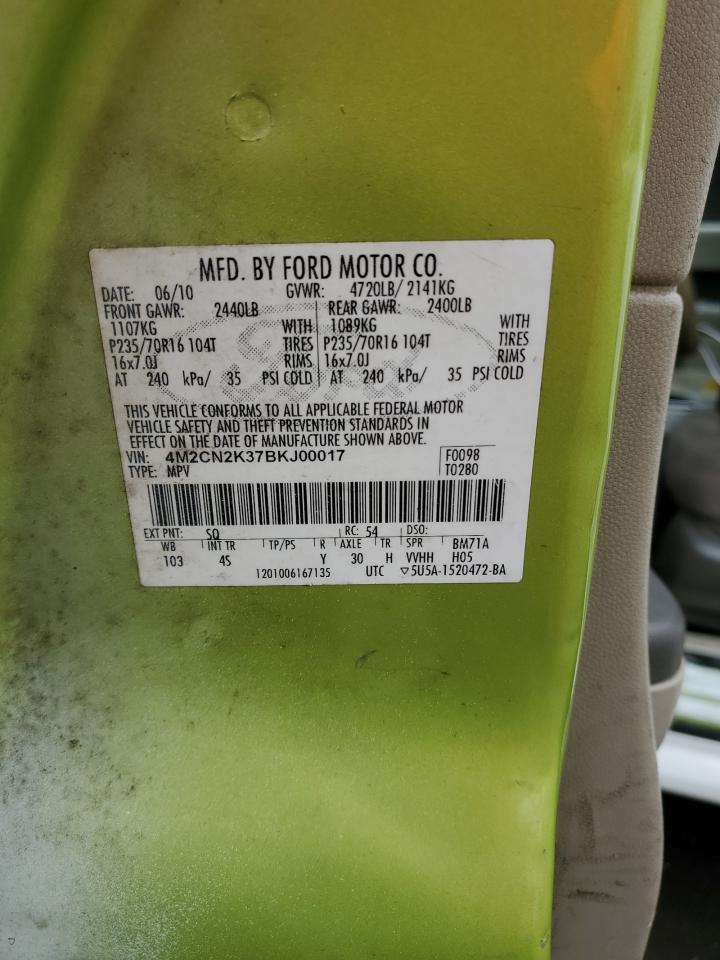 MFD. BY FORD MOTOR CO.
DATE: 06/10 GVWR: 4720LB/ 2141KG
FRONT GAWR: 2440LB REAR GAWR: 2400LB
1107KG WITH 1089KG WITH
P235/70R16 104T TIRES P235/70R16 104T TIRES
16x7.0J RIMS 16x7.0J RIMS
AT 240 kPa/ 35 PSI COLD AT 240 kPa/ 35 PSI COLD
THIS VEHICLE CONFORMS TO ALL APPLICABLE FEDERAL MOTOR
VEHICLE SAFETY AND THEFT PREVENTION STANDARDS IN
EFFECT ON THE DATE OF MANUFACTURE SHOWN ABOVE.
VIN: 4M2CN2K37BKJ00017 F0098
TYPE: MPV T0280
EXT PNT: SQ RC: 54 DSO:
WB INT TR TP/PS R AXLE TR SPR BM71A
103 4S Y 30 H VVHH H05
1201006167135 UTC ▽5U5A-1520472-BA